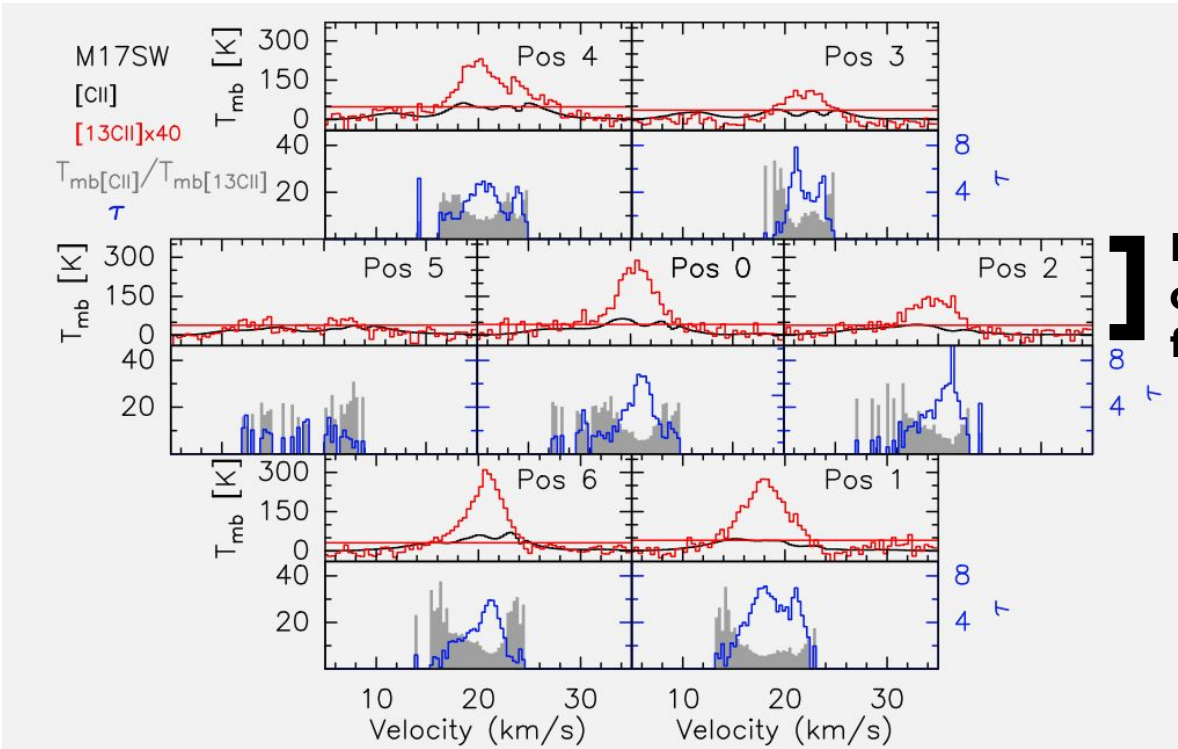 M17SW
[CII]
[13CII]x40
Tmb[CII]/Tmb[13CII]
τ
Tmb [K]
300
150
0
Pos 4
Pos 3
40
20
8
4
τ
Tmb [K]
300
150
0
Pos 5
Pos 0
Pos 2
40
20
8
4
τ
Tmb [K]
300
150
0
Pos 6
Pos 1
40
20
8
4
τ
10 20 30 10 20 30
Velocity (km/s) Velocity (km/s)